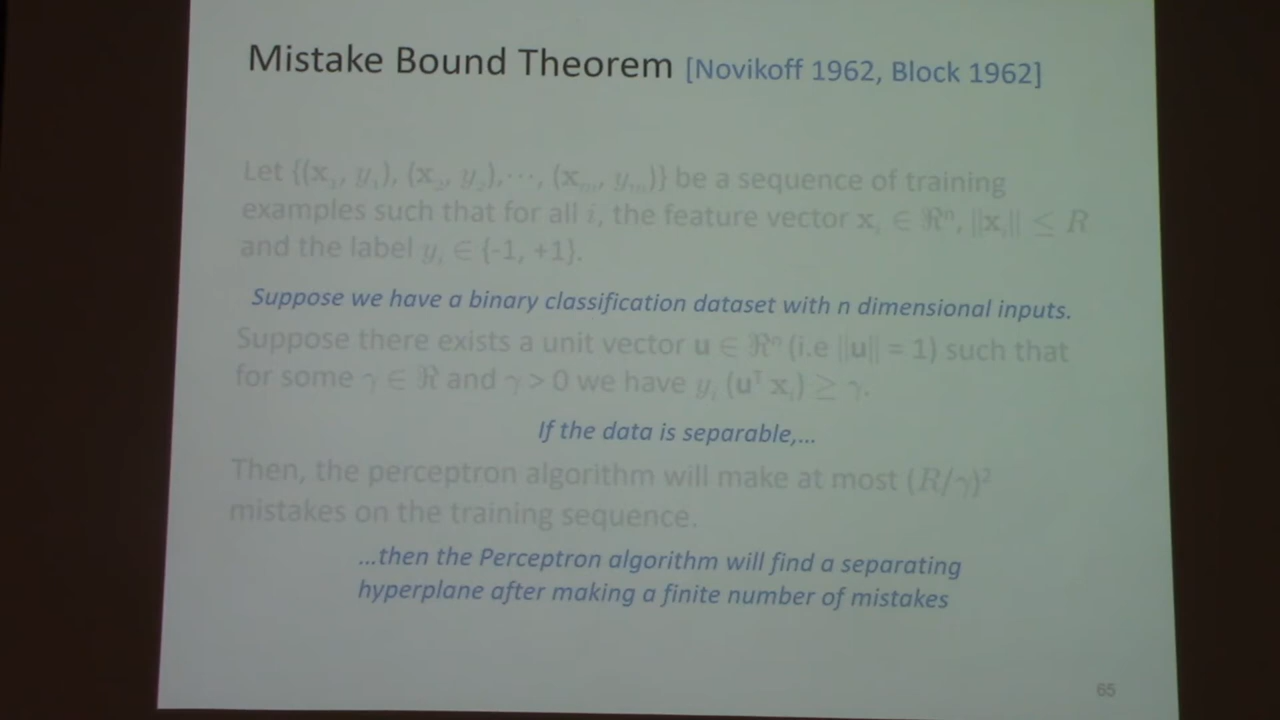 Mistake Bound Theorem [Novikoff 1962, Block 1962]
Let {(x₁, y₁), (x₂, y₂),⋯, (xₘ, yₘ)} be a sequence of training
examples such that for all i, the feature vector xᵢ ∈ ℜⁿ, ‖xᵢ‖ ≤ R
and the label yᵢ ∈ {-1, +1}.
Suppose we have a binary classification dataset with n dimensional inputs.
Suppose there exists a unit vector u ∈ ℜⁿ (i.e ‖u‖ = 1) such that
for some γ ∈ ℜ and γ > 0 we have yᵢ (uᵀ xᵢ) ≥ γ.
If the data is separable,...
Then, the perceptron algorithm will make at most (R/γ)²
mistakes on the training sequence.
...then the Perceptron algorithm will find a separating
hyperplane after making a finite number of mistakes
65